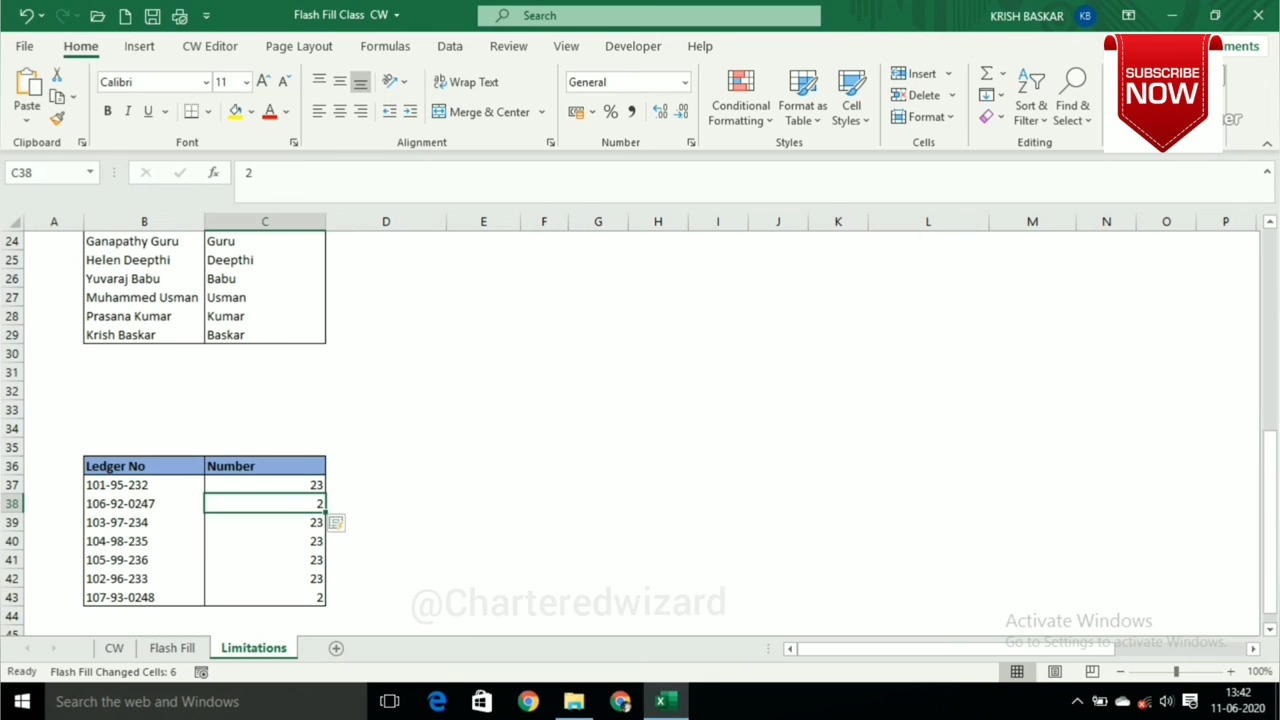 Flash Fill Class CW
Search
KRISH BASKAR KB
File Home Insert CW Editor Page Layout Formulas Data Review View Developer Help
SUBSCRIBE
NOW
Paste
Calibri 11
Wrap Text
General
B I U
Merge & Center
Conditional
Formatting
Format as
Table
Cell
Styles
Insert
Delete
Format
Sort &
Filter
Find &
Select
Clipboard Font Alignment Number Styles Cells Editing
C38 fx 2
A B C D E F G H I J K L M N O P
24 Ganapathy Guru Guru
25 Helen Deepthi Deepthi
26 Yuvaraj Babu Babu
27 Muhammed Usman Usman
28 Prasana Kumar Kumar
29 Krish Baskar Baskar
30
31
32
33
34
35
36 Ledger No Number
37 101-95-232 23
38 106-92-0247 2
39 103-97-234 23
40 104-98-235 23
41 105-99-236 23
42 102-96-233 23
43 107-93-0248 2
44
45
@Charteredwizard
Activate Windows
Go to Settings to activate Windows.
CW Flash Fill Limitations
Ready Flash Fill Changed Cells: 6 100%
Search the web and Windows
13:42
11-06-2020